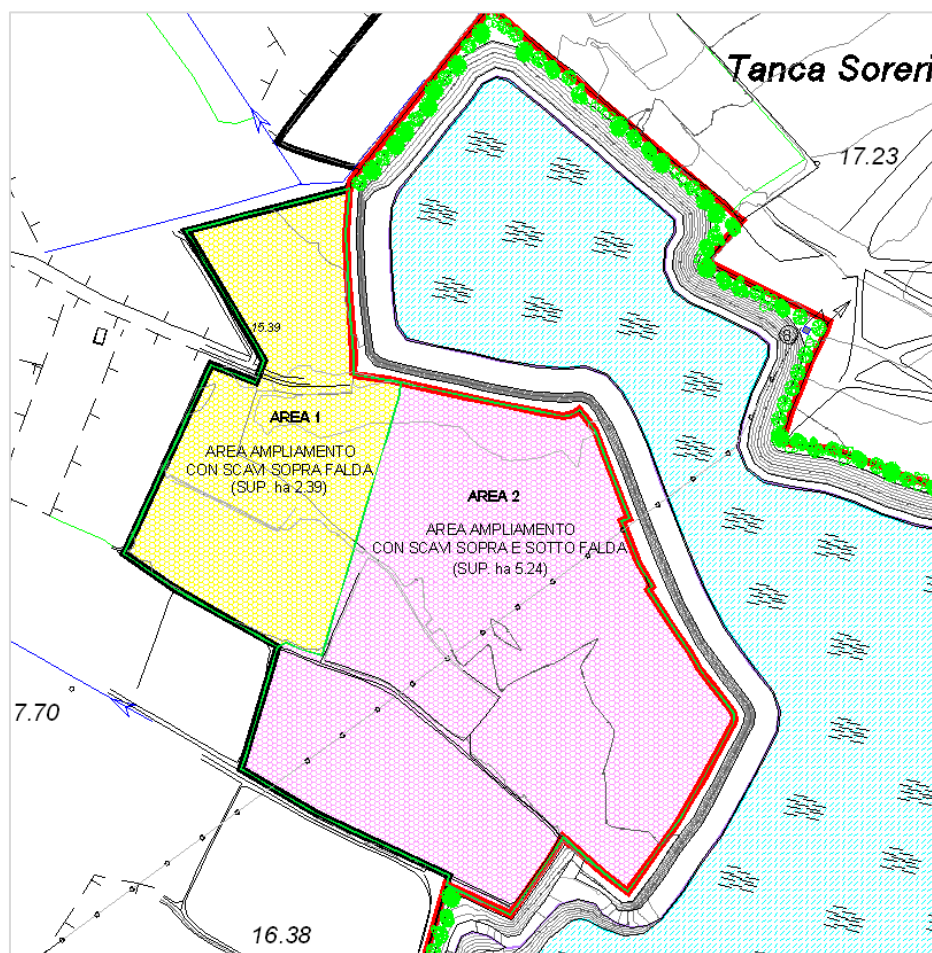 Tanca Soreri
17.23
15.39
AREA 1
AREA AMPLIAMENTO
CON SCAVI SOPRA FALDA
(SUP. ha 2.39)
AREA 2
AREA AMPLIAMENTO
CON SCAVI SOPRA E SOTTO FALDA
(SUP. ha 5.24)
7.70
16.38